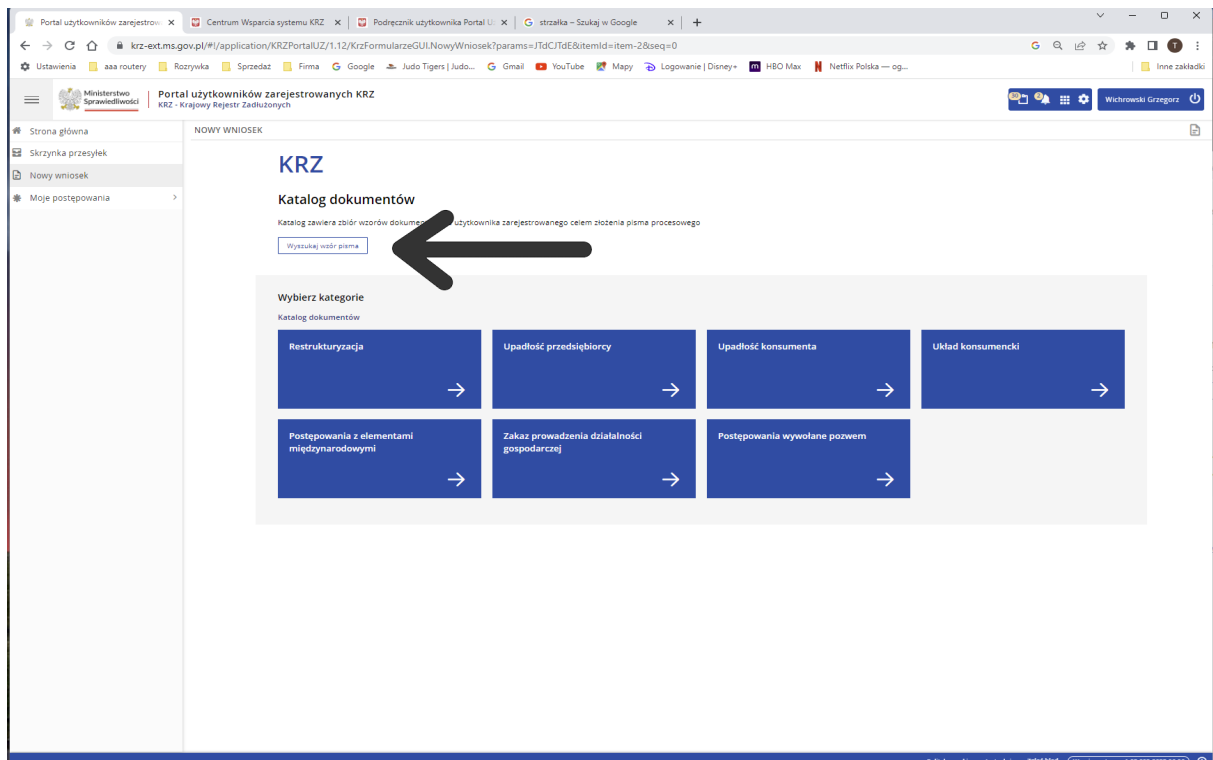 Portal użytkowników zarejestrow
Centrum Wsparcia systemu KRZ
Podręcznik użytkownika Portal U
strzałka – Szukaj w Google
krz-ext.ms.gov.pl/#!/application/KRZPortalUZ/1.12/KrzFormularzeGUI.NowyWniosek?params=JTdCJTdE&itemId=item-2&seq=0
Ustawienia
aaa routery
Rozrywka
Sprzedaż
Firma
Google
Judo Tigers | Judo...
Gmail
YouTube
Mapy
Logowanie | Disney+
HBO Max
Netflix Polska — og...
Inne zakładki
Ministerstwo
Sprawiedliwości
Portal użytkowników zarejestrowanych KRZ
KRZ - Krajowy Rejestr Zadłużonych
Wichrowski Grzegorz
Strona główna
Skrzynka przesyłek
Nowy wniosek
Moje postępowania
NOWY WNIOSEK
KRZ
Katalog dokumentów
Katalog zawiera zbiór wzorów użytkownika zarejestrowanego celem złożenia pisma procesowego
Wyszukaj wzór pisma
Wybierz kategorie
Katalog dokumentów
Restrukturyzacja
Upadłość przedsiębiorcy
Upadłość konsumenta
Układ konsumencki
Postępowania z elementami
międzynarodowymi
Zakaz prowadzenia działalności
gospodarczej
Postępowania wywołane pozwem